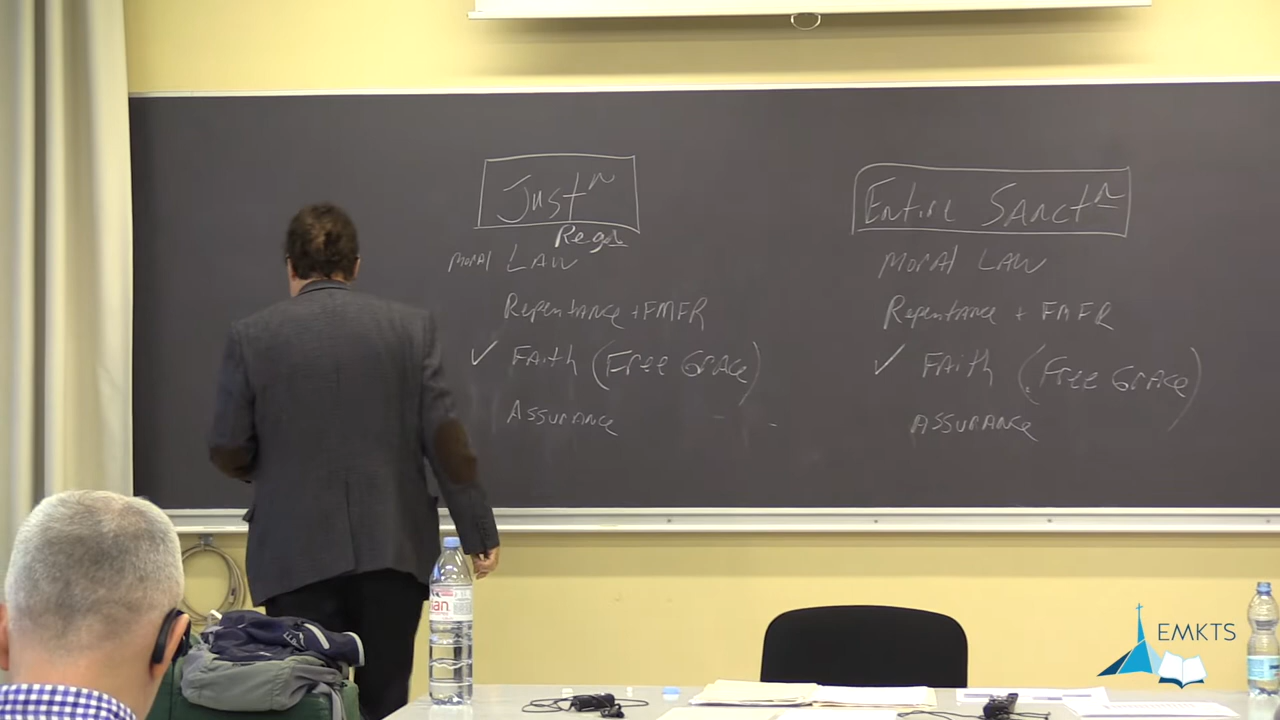 Justn
Regn
Moral Law
Repentance + FMFR
✓ Faith (Free Grace)
Assurance
Entire Sanctn
Moral Law
Repentance + FMFR
✓ Faith (Free Grace)
Assurance
EMKTS